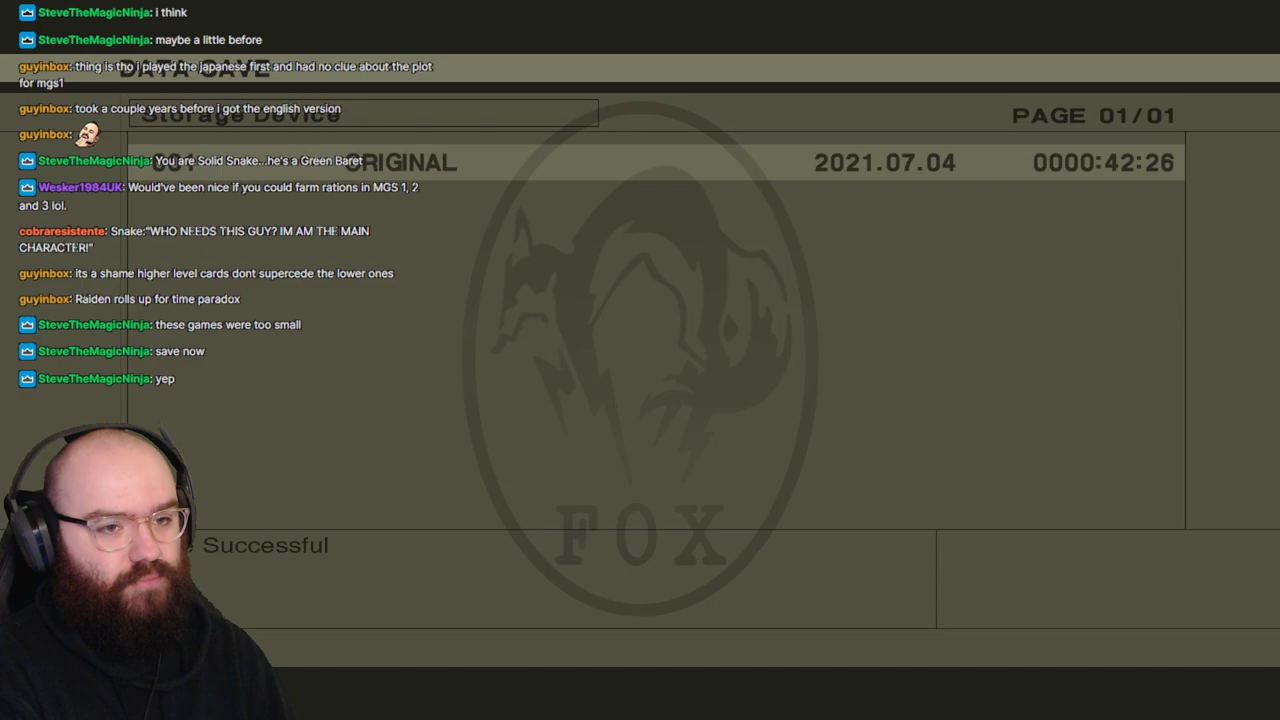 SteveTheMagicNinja: i think
SteveTheMagicNinja: maybe a little before
guyinbox: thing is tho i played the japanese first and had no clue about the plot
for mgs1
DATA SAVE
guyinbox: took a couple years before i got the english version
Storage Device
PAGE 01/01
guyinbox:
SteveTheMagicNinja: You are Solid Snake...he's a Green Baret
001 ORIGINAL 2021.07.04 0000:42:26
Wesker1984UK: Would've been nice if you could farm rations in MGS 1, 2
and 3 lol.
cobraresistente: Snake:"WHO NEEDS THIS GUY? IM AM THE MAIN
CHARACTER!"
guyinbox: its a shame higher level cards dont supercede the lower ones
guyinbox: Raiden rolls up for time paradox
SteveTheMagicNinja: these games were too small
SteveTheMagicNinja: save now
SteveTheMagicNinja: yep
FOX
Successful